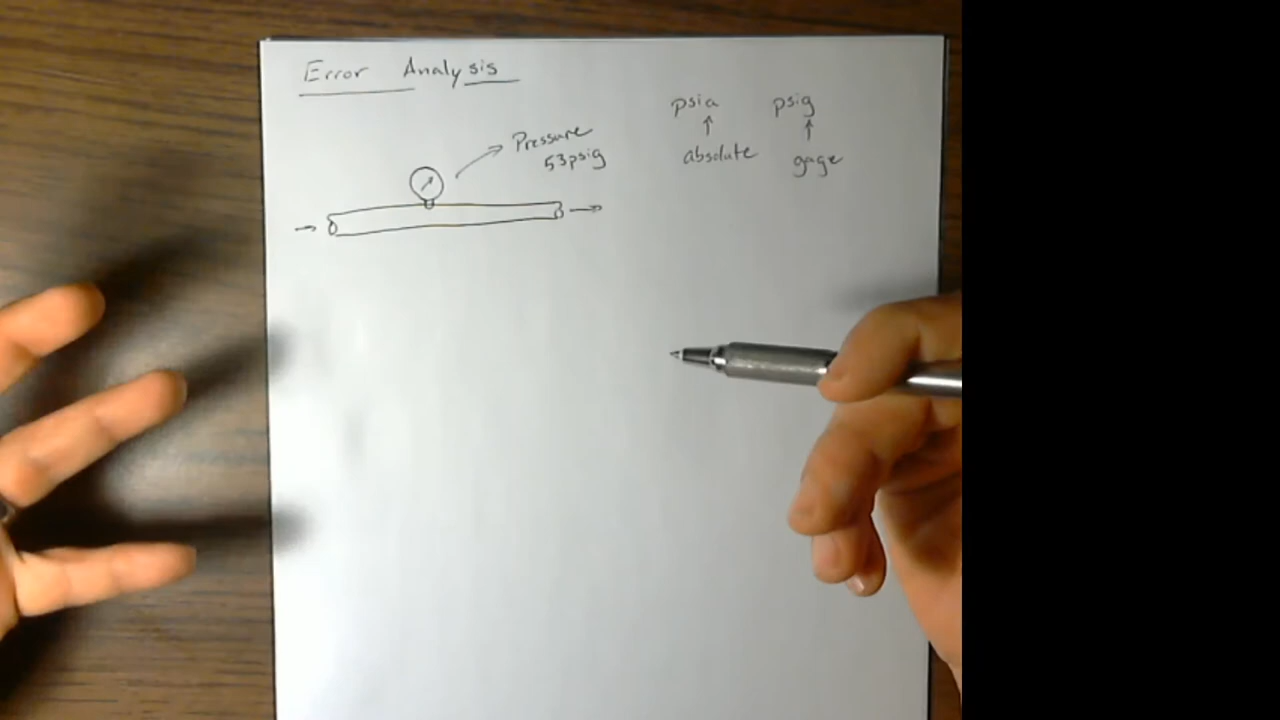 Error Analysis
psia psig
absolute gage
Pressure
53psig